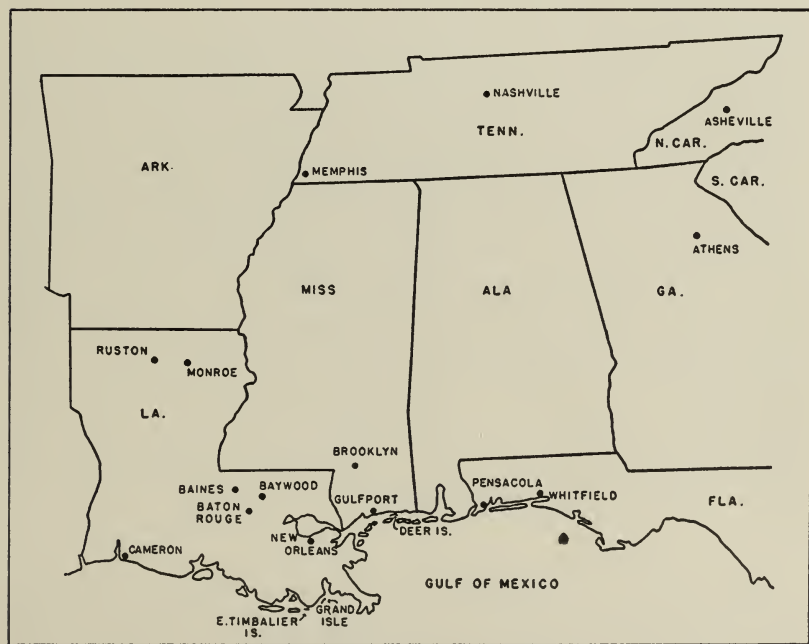 NASHVILLE
TENN.
ASHEVILLE
N. CAR.
ARK.
MEMPHIS
S. CAR.
ATHENS
MISS
ALA
GA.
RUSTON
MONROE
LA.
BROOKLYN
BAINES
BAYWOOD
PENSACOLA
WHITFIELD
BATON
ROUGE
GULFPORT
FLA.
NEW
ORLEANS
DEER IS.
CAMERON
GULF OF MEXICO
E. TIMBALIER
IS.
GRAND
ISLE